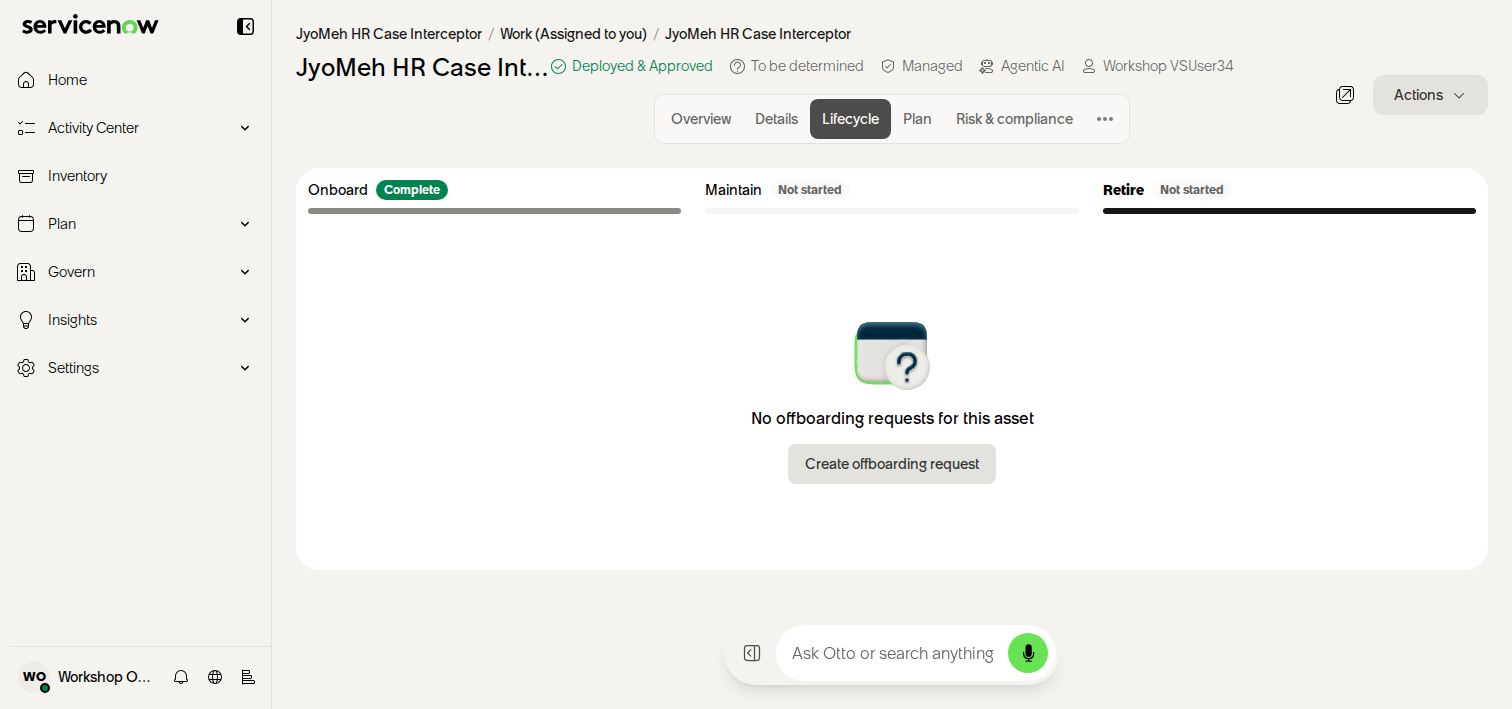 servicenow
JyoMeh HR Case Interceptor / Work (Assigned to you) / JyoMeh HR Case Interceptor
JyoMeh HR Case Int... Deployed & Approved To be determined Managed Agentic AI Workshop VSUser34
Actions
Overview Details Lifecycle Plan Risk & compliance •••
Home
Activity Center
Inventory
Plan
Govern
Insights
Settings
Onboard Complete Maintain Not started Retire Not started
?
No offboarding requests for this asset
Create offboarding request
Ask Otto or search anything
WO Workshop O...